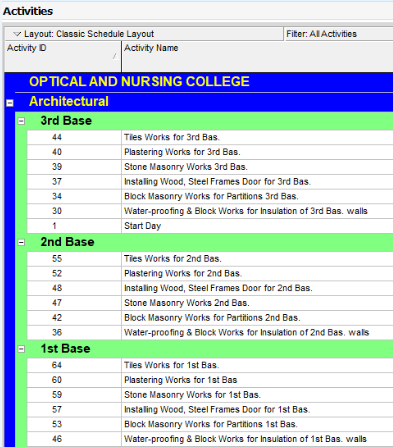 Activities
Layout: Classic Schedule Layout Filter: All Activities
Activity ID Activity Name
OPTICAL AND NURSING COLLEGE
Architectural
3rd Base
44 Tiles Works for 3rd Bas.
40 Plastering Works for 3rd Bas.
39 Stone Masonry Works 3rd Bas.
37 Installing Wood, Steel Frames Door for 3rd Bas.
34 Block Masonry Works for Partitions 3rd Bas.
30 Water-proofing & Block Works for Insulation of 3rd Bas. walls
1 Start Day
2nd Base
55 Tiles Works for 2nd Bas.
52 Plastering Works for 2nd Bas.
48 Installing Wood, Steel Frames Door for 2nd Bas.
47 Stone Masonry Works 2nd Bas.
42 Block Masonry Works for Partitions 2nd Bas.
36 Water-proofing & Block Works for Insulation of 2nd Bas. walls
1st Base
64 Tiles Works for 1st Bas.
60 Plastering Works for 1st Bas
59 Stone Masonry Works for 1st Bas.
57 Installing Wood, Steel Frames Door for 1st Bas.
53 Block Masonry Works for Partitions 1st Bas.
46 Water-proofing & Block Works for Insulation of 1st Bas. walls